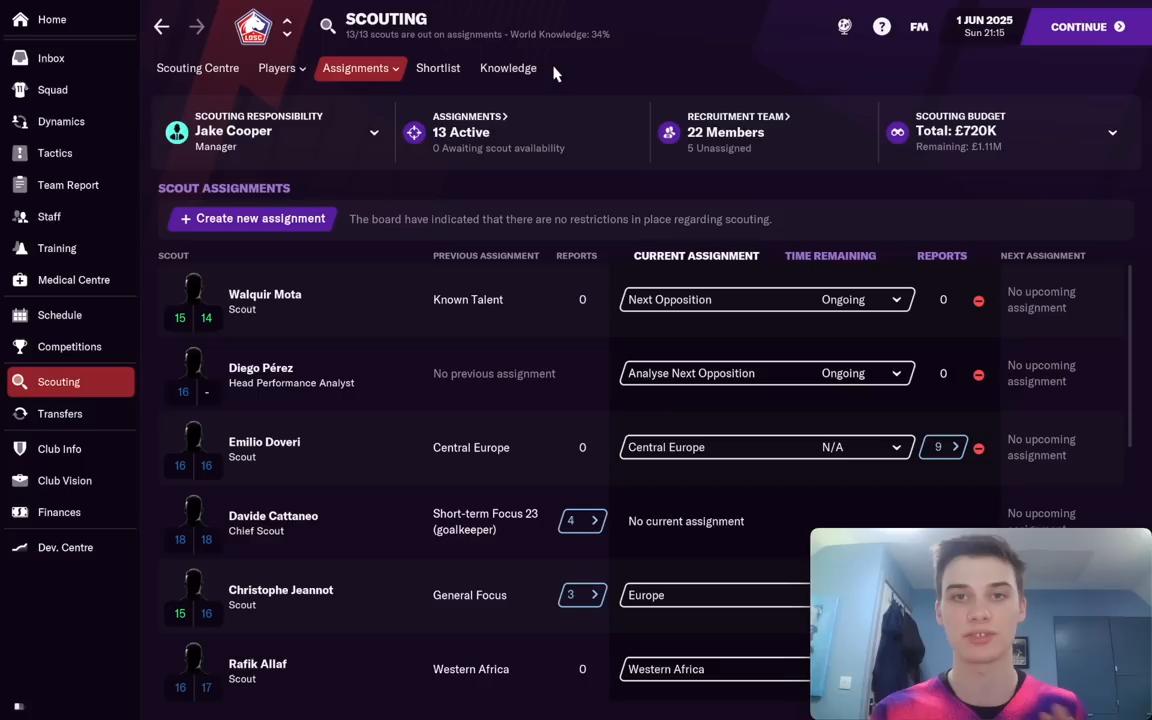 Home
Inbox
Squad
Dynamics
Tactics
Team Report
Staff
Training
Medical Centre
Schedule
Competitions
Scouting
Transfers
Club Info
Club Vision
Finances
Dev. Centre
LOSC
SCOUTING
13/13 scouts are out on assignments - World Knowledge: 34%
?
FM
1 JUN 2025
Sun 21:15
CONTINUE
Scouting Centre
Players
Assignments
Shortlist
Knowledge
SCOUTING RESPONSIBILITY
Jake Cooper
Manager
ASSIGNMENTS>
13 Active
0 Awaiting scout availability
RECRUITMENT TEAM>
22 Members
5 Unassigned
SCOUTING BUDGET
Total: £720K
Remaining: £1.11M
SCOUT ASSIGNMENTS
+ Create new assignment
The board have indicated that there are no restrictions in place regarding scouting.
SCOUT PREVIOUS ASSIGNMENT REPORTS CURRENT ASSIGNMENT TIME REMAINING REPORTS NEXT ASSIGNMENT
15 14
Walquir Mota
Scout
Known Talent
0
Next Opposition Ongoing
0
No upcoming
assignment
16 -
Diego Pérez
Head Performance Analyst
No previous assignment
Analyse Next Opposition Ongoing
0
No upcoming
assignment
16 16
Emilio Doveri
Scout
Central Europe
0
Central Europe N/A
9 >
No upcoming
assignment
18 18
Davide Cattaneo
Chief Scout
Short-term Focus 23
(goalkeeper)
4 >
No current assignment
No upcoming
15 16
Christophe Jeannot
Scout
General Focus
3 >
Europe
16 17
Rafik Allaf
Scout
Western Africa
0
Western Africa